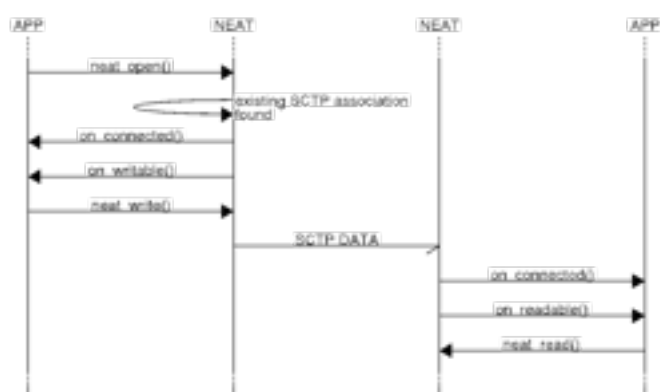 APP NEAT NEAT APP
neat_open()
existing SCTP association
found
on_connected()
on_writable()
neat_write()
SCTP DATA
on_connected()
on_readable()
neat_read()